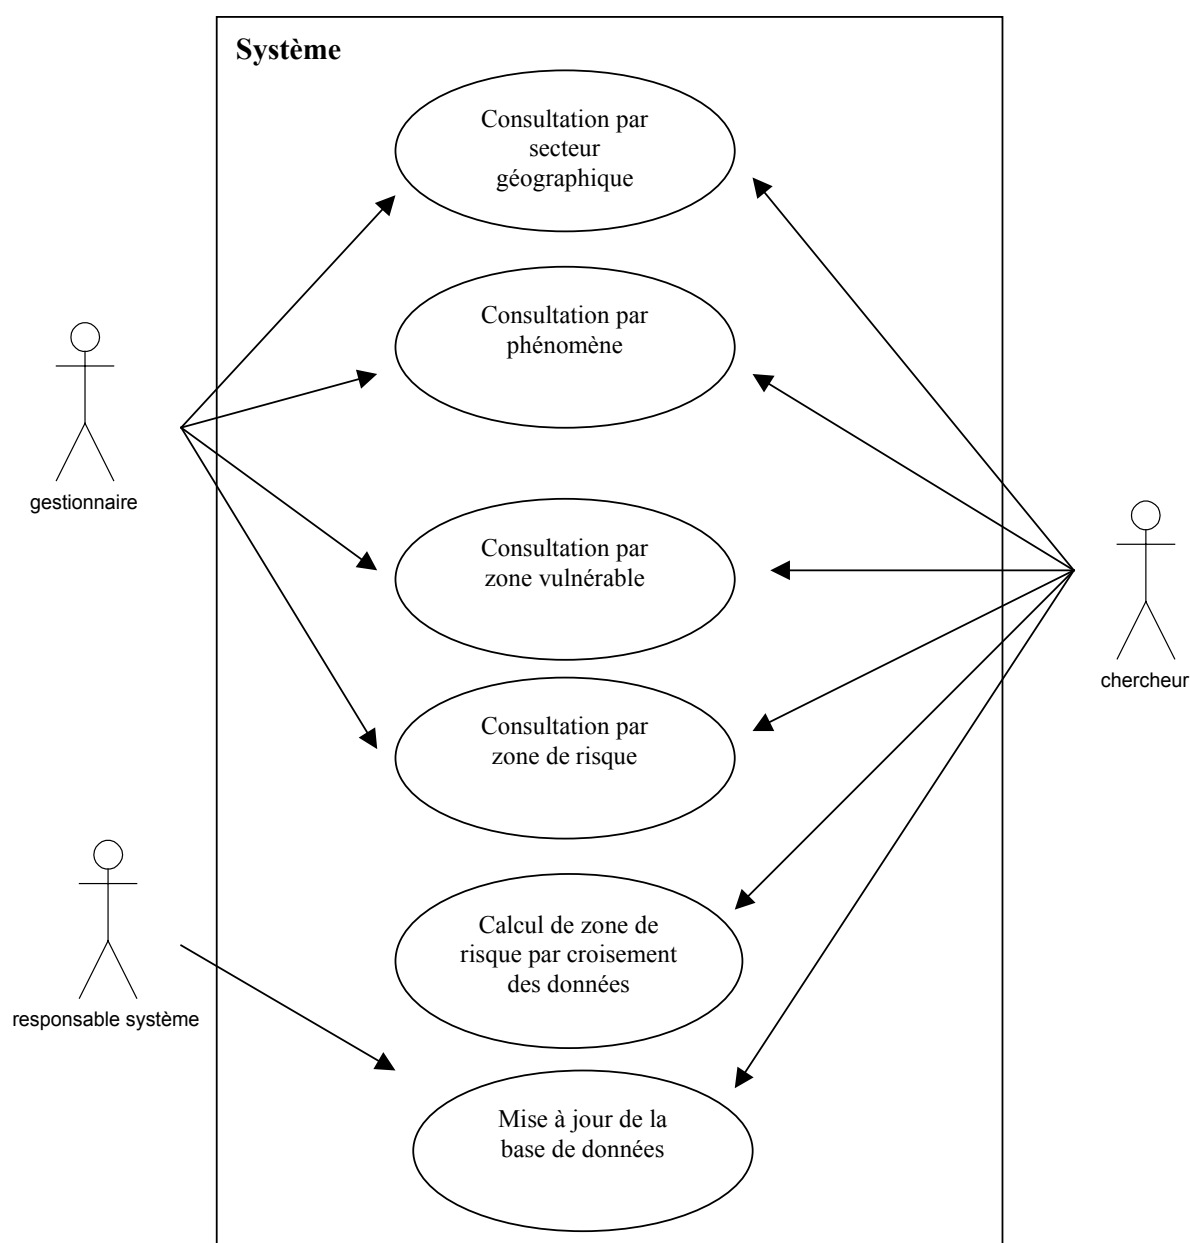 Système
Consultation par
secteur
géographique
Consultation par
phénomène
gestionnaire
Consultation par
zone vulnérable
chercheur
Consultation par
zone de risque
Calcul de zone de
risque par croisement
des données
responsable système
Mise à jour de la
base de données